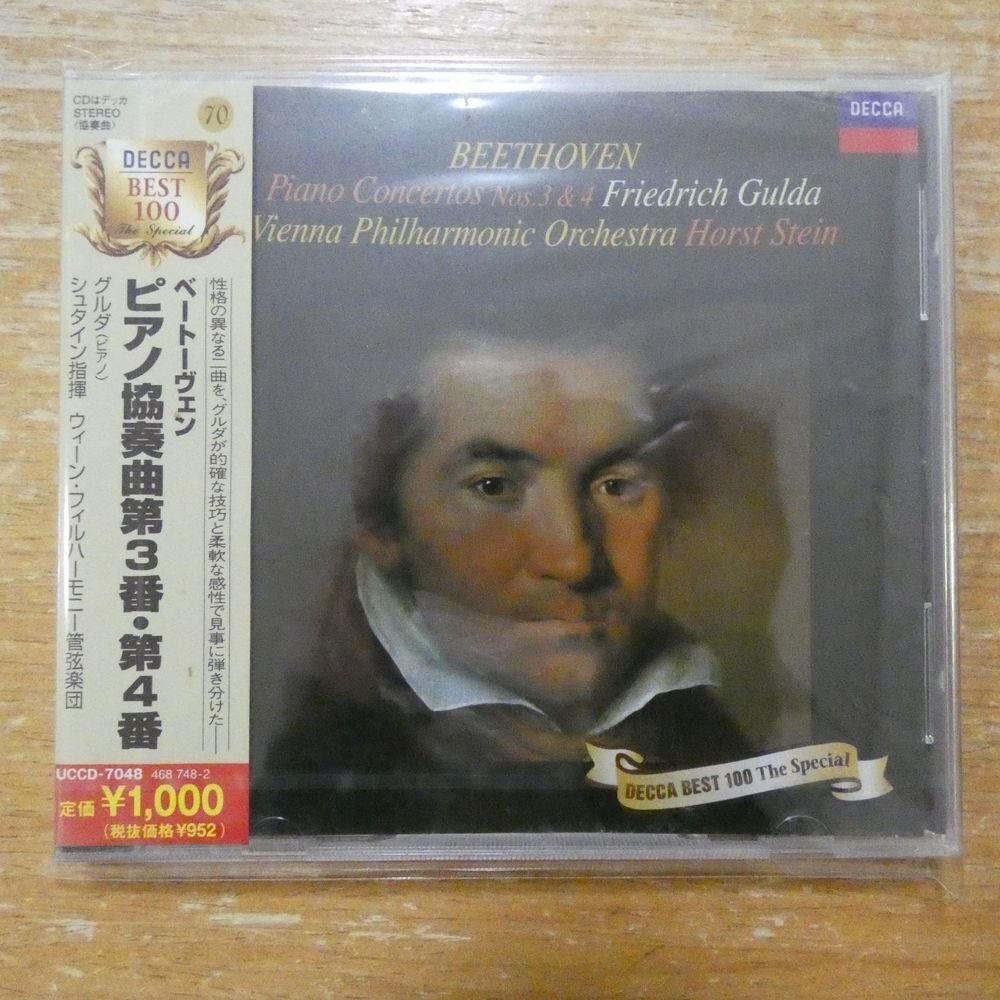 CDはデッカ
STEREO
〈協奏曲〉
70
DECCA
BEST
100
The Special
性格の異なる二曲を、グルダが的確な技巧と柔軟な感性で見事に弾き分けた――
ベートーヴェン
ピアノ協奏曲第3番・第4番
グルダ(ピアノ)
シュタイン指揮 ウィーン・フィルハーモニー管弦楽団
UCCD-7048 468 748-2
定価 ¥1,000
(税抜価格¥952)
DECCA
BEETHOVEN
Piano Concertos Nos.3 & 4 Friedrich Gulda
Vienna Philharmonic Orchestra Horst Stein
DECCA BEST 100 The Special